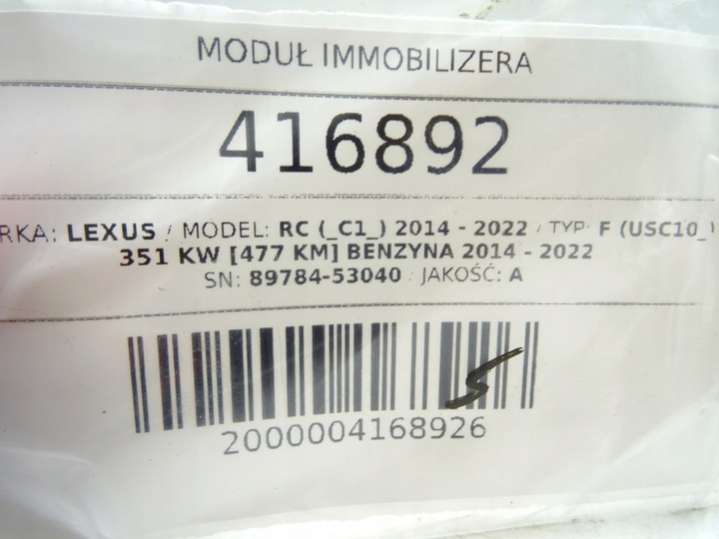 MODUŁ IMMOBILIZERA
416892
RKA: LEXUS / MODEL: RC (_C1_) 2014 - 2022 / TYP: F (USC10_)
351 KW [477 KM] BENZYNA 2014 - 2022
SN: 89784-53040 / JAKOŚĆ: A
5
2000004168926